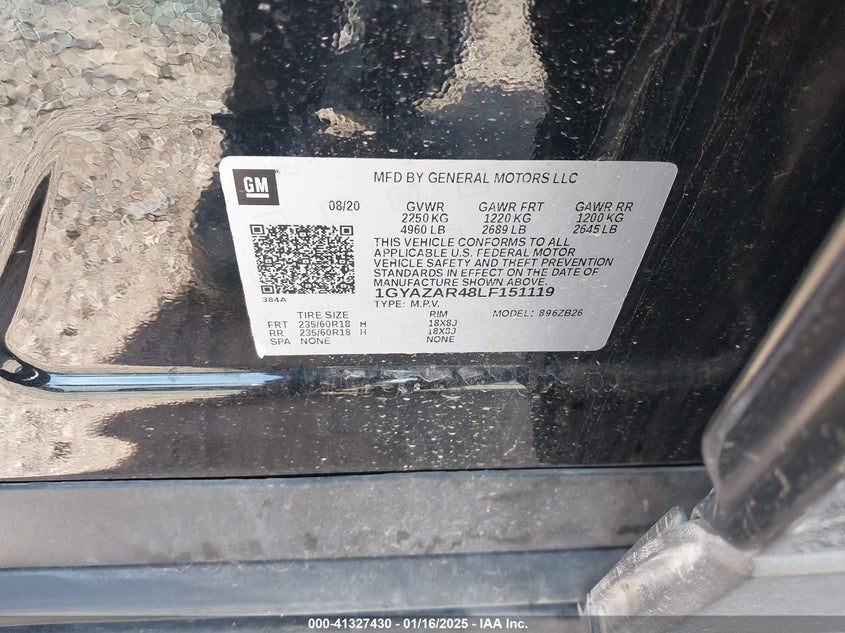 GM
MFD BY GENERAL MOTORS LLC
08/20 GVWR GAWR FRT GAWR RR
2250 KG 1220 KG 1200 KG
4960 LB 2689 LB 2645 LB
THIS VEHICLE CONFORMS TO ALL
APPLICABLE U.S. FEDERAL MOTOR
VEHICLE SAFETY AND THEFT PREVENTION
STANDARDS IN EFFECT ON THE DATE OF
MANUFACTURE SHOWN ABOVE.
384A
1GYAZAR48LF151119
TYPE: M.P.V.
TIRE SIZE RIM MODEL: 896ZB26
FRT 235/60R18 H 18X8J
RR 235/60R18 H 18X8J
SPA NONE NONE
000-41327430 - 01/16/2025 - IAA Inc.